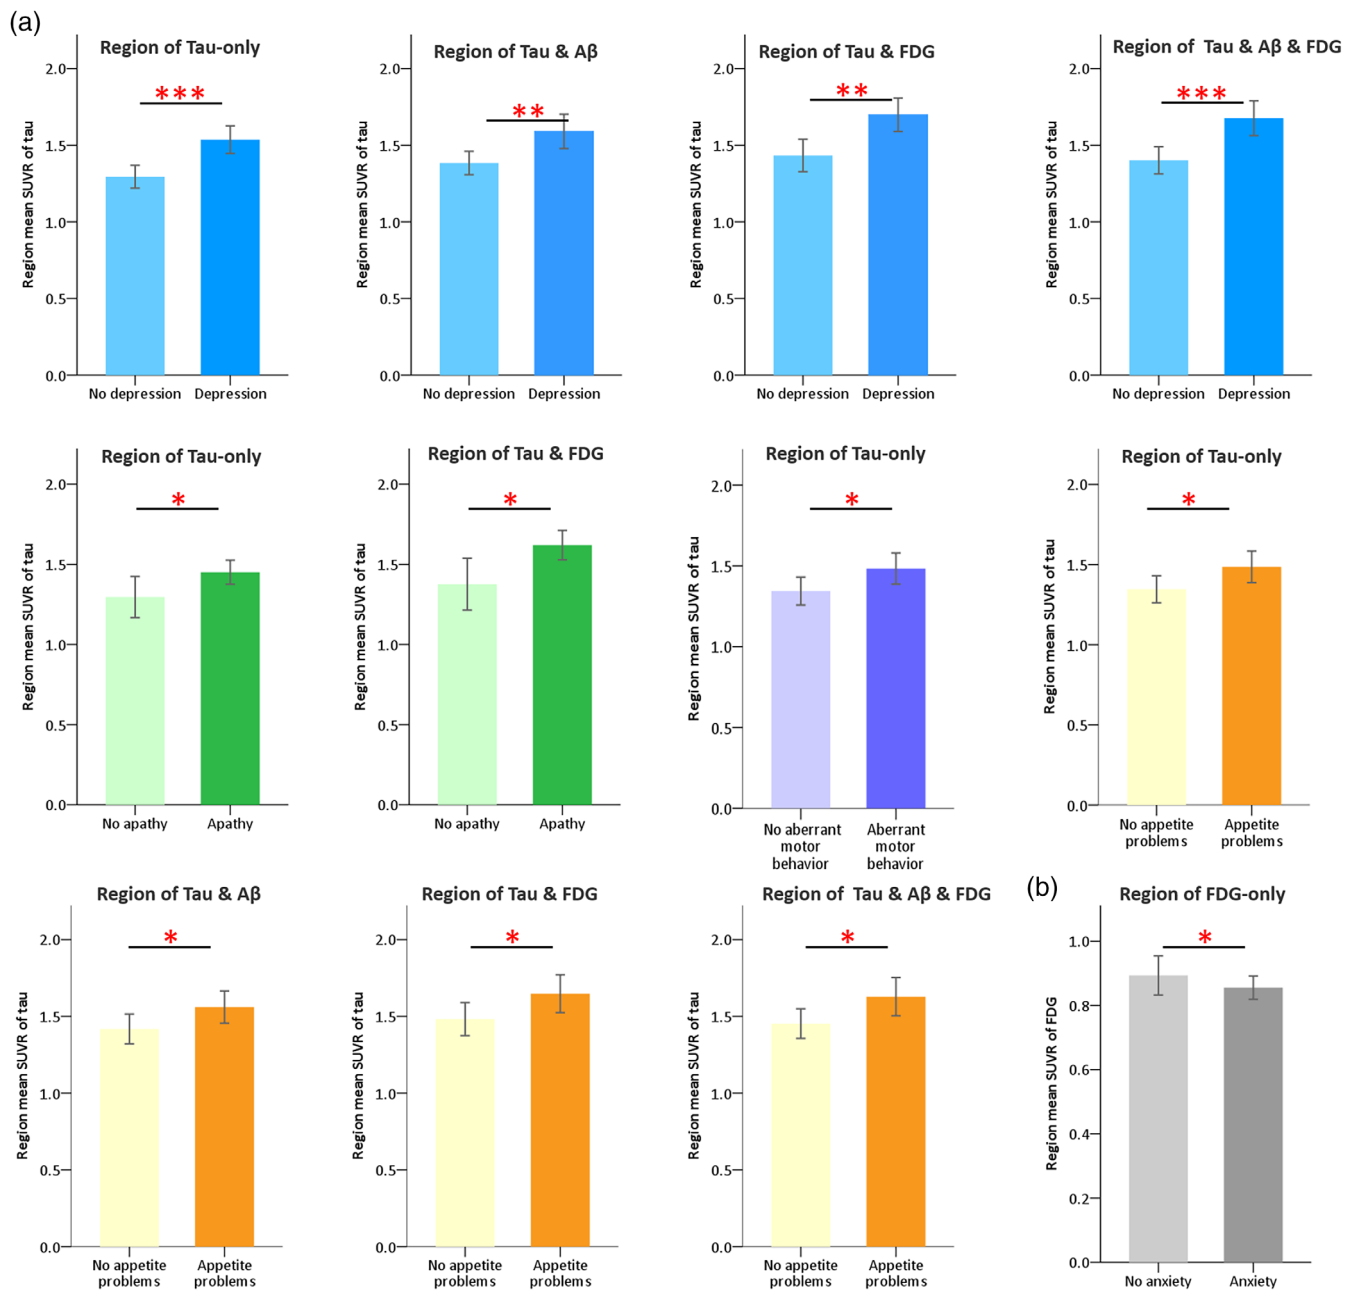 (a)
Region of Tau-only
Region mean SUVR of tau
2.0
1.5
1.0
0.5
0.0
***
No depression
Depression
Region of Tau & Aβ
Region mean SUVR of tau
2.0
1.5
1.0
0.5
0.0
**
No depression
Depression
Region of Tau & FDG
Region mean SUVR of tau
2.0
1.5
1.0
0.5
0.0
**
No depression
Depression
Region of Tau & Aβ & FDG
Region mean SUVR of tau
2.0
1.5
1.0
0.5
0.0
***
No depression
Depression
Region of Tau-only
Region mean SUVR of tau
2.0
1.5
1.0
0.5
0.0
*
No apathy
Apathy
Region of Tau & FDG
Region mean SUVR of tau
2.0
1.5
1.0
0.5
0.0
*
No apathy
Apathy
Region of Tau-only
Region mean SUVR of tau
2.0
1.5
1.0
0.5
0.0
*
No aberrant
motor
behavior
Aberrant
motor
behavior
Region of Tau-only
Region mean SUVR of tau
2.0
1.5
1.0
0.5
0.0
*
No appetite
problems
Appetite
problems
Region of Tau & Aβ
Region mean SUVR of tau
2.0
1.5
1.0
0.5
0.0
*
No appetite
problems
Appetite
problems
Region of Tau & FDG
Region mean SUVR of tau
2.0
1.5
1.0
0.5
0.0
*
No appetite
problems
Appetite
problems
Region of Tau & Aβ & FDG
Region mean SUVR of tau
2.0
1.5
1.0
0.5
0.0
*
No appetite
problems
Appetite
problems
(b)
Region of FDG-only
Region mean SUVR of FDG
1.0
0.8
0.6
0.4
0.2
0.0
*
No anxiety
Anxiety